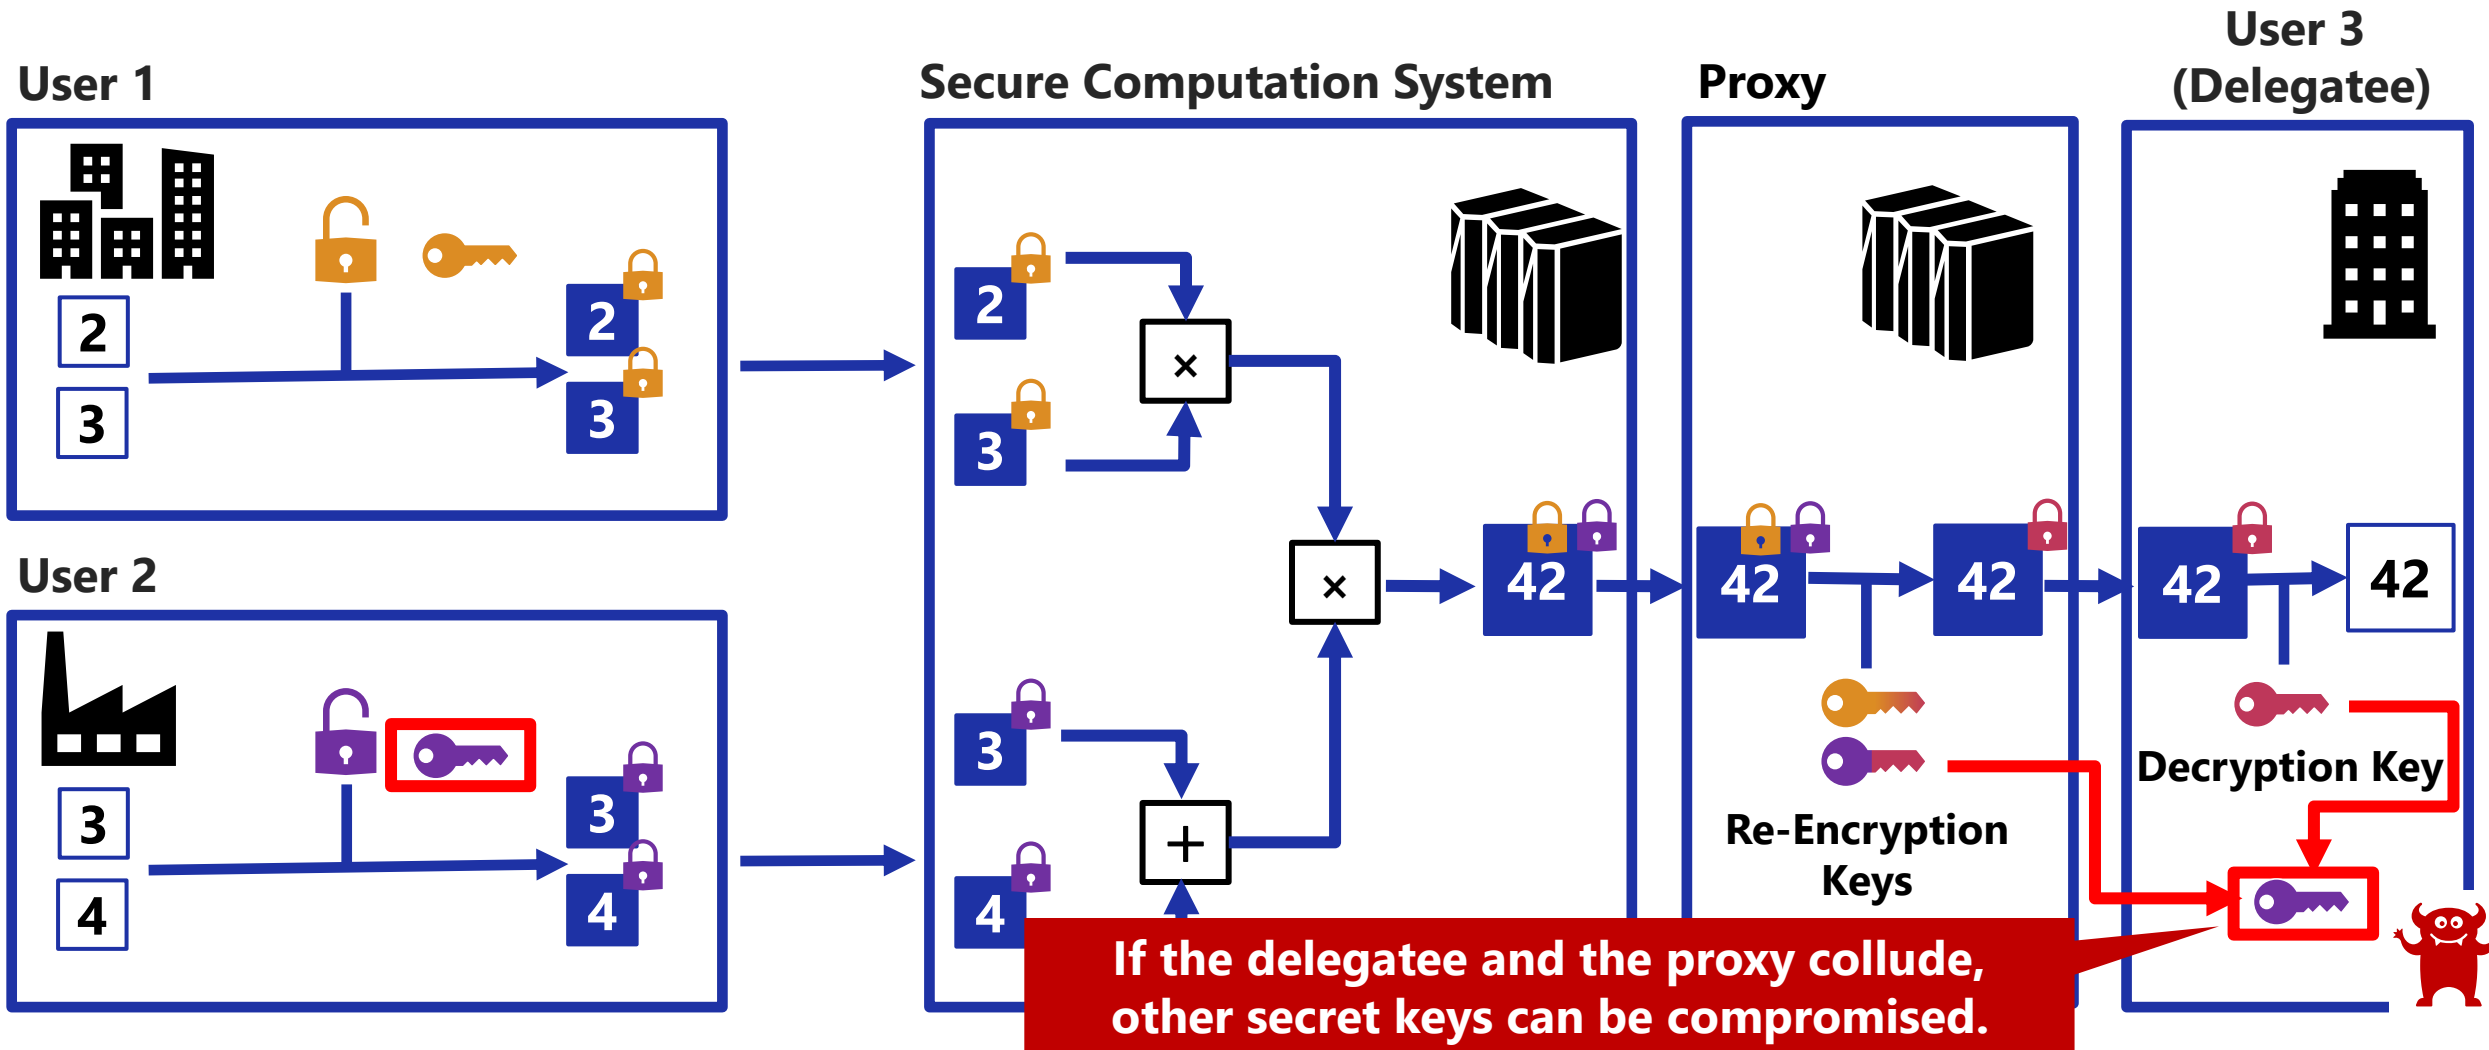 User 1
2
3
2
3
User 2
3
4
3
4
Secure Computation System
2
3
×
×
3
4
+
42
Proxy
42
42
Re-Encryption
Keys
User 3
(Delegatee)
42
42
Decryption Key
If the delegatee and the proxy collude,
other secret keys can be compromised.